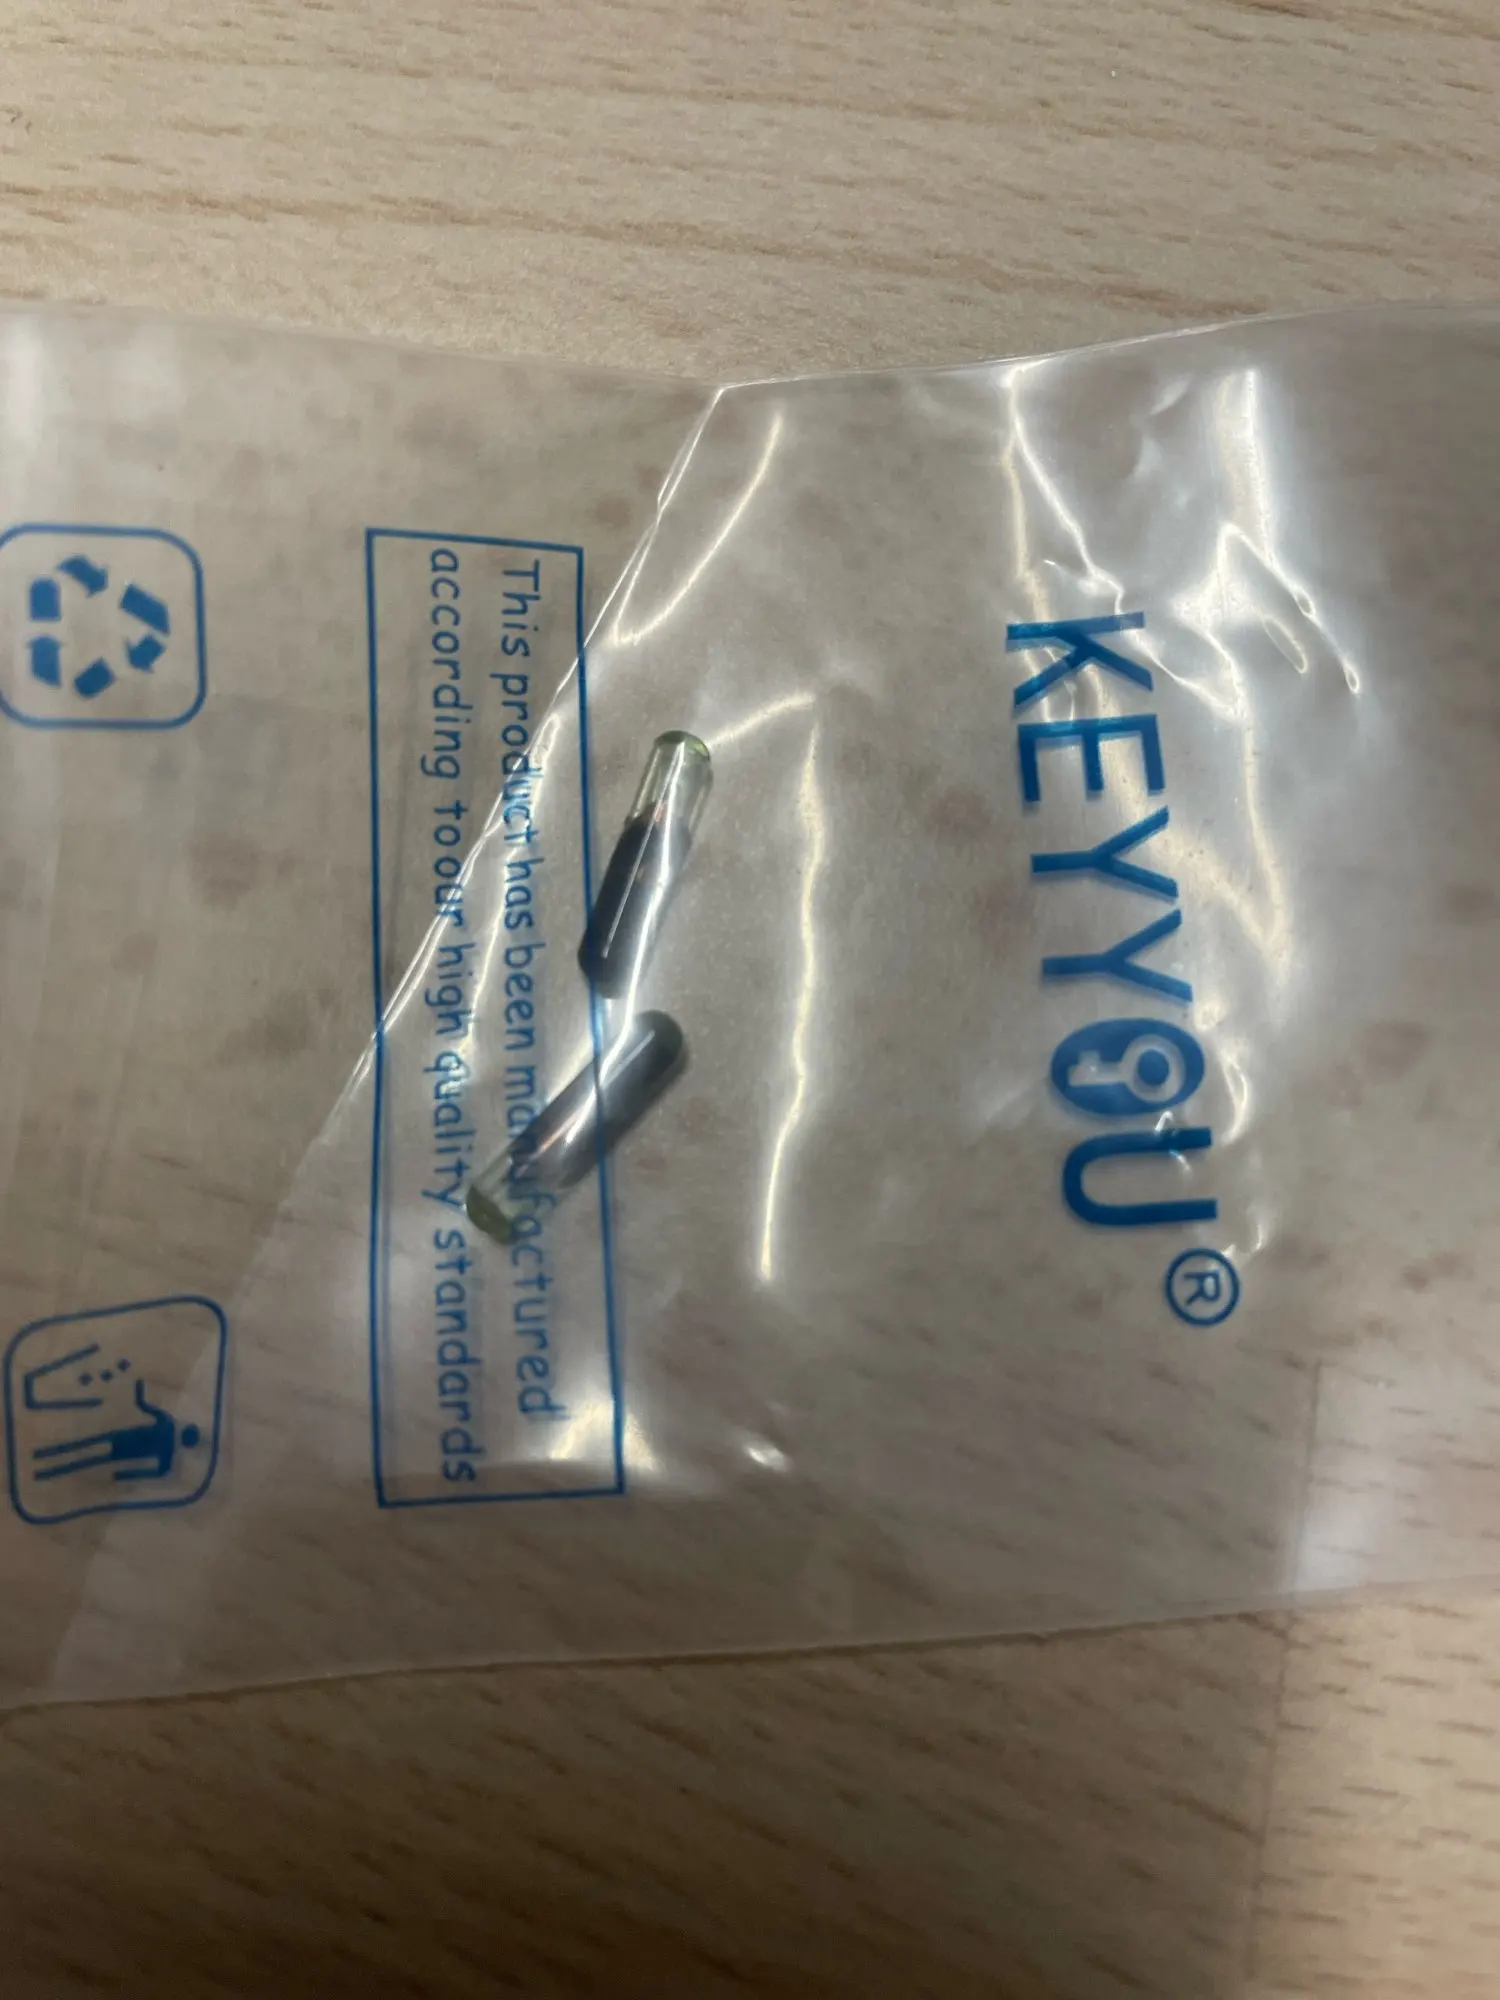 KEYYOU®
This product has been manufactured
according to our high quality standards